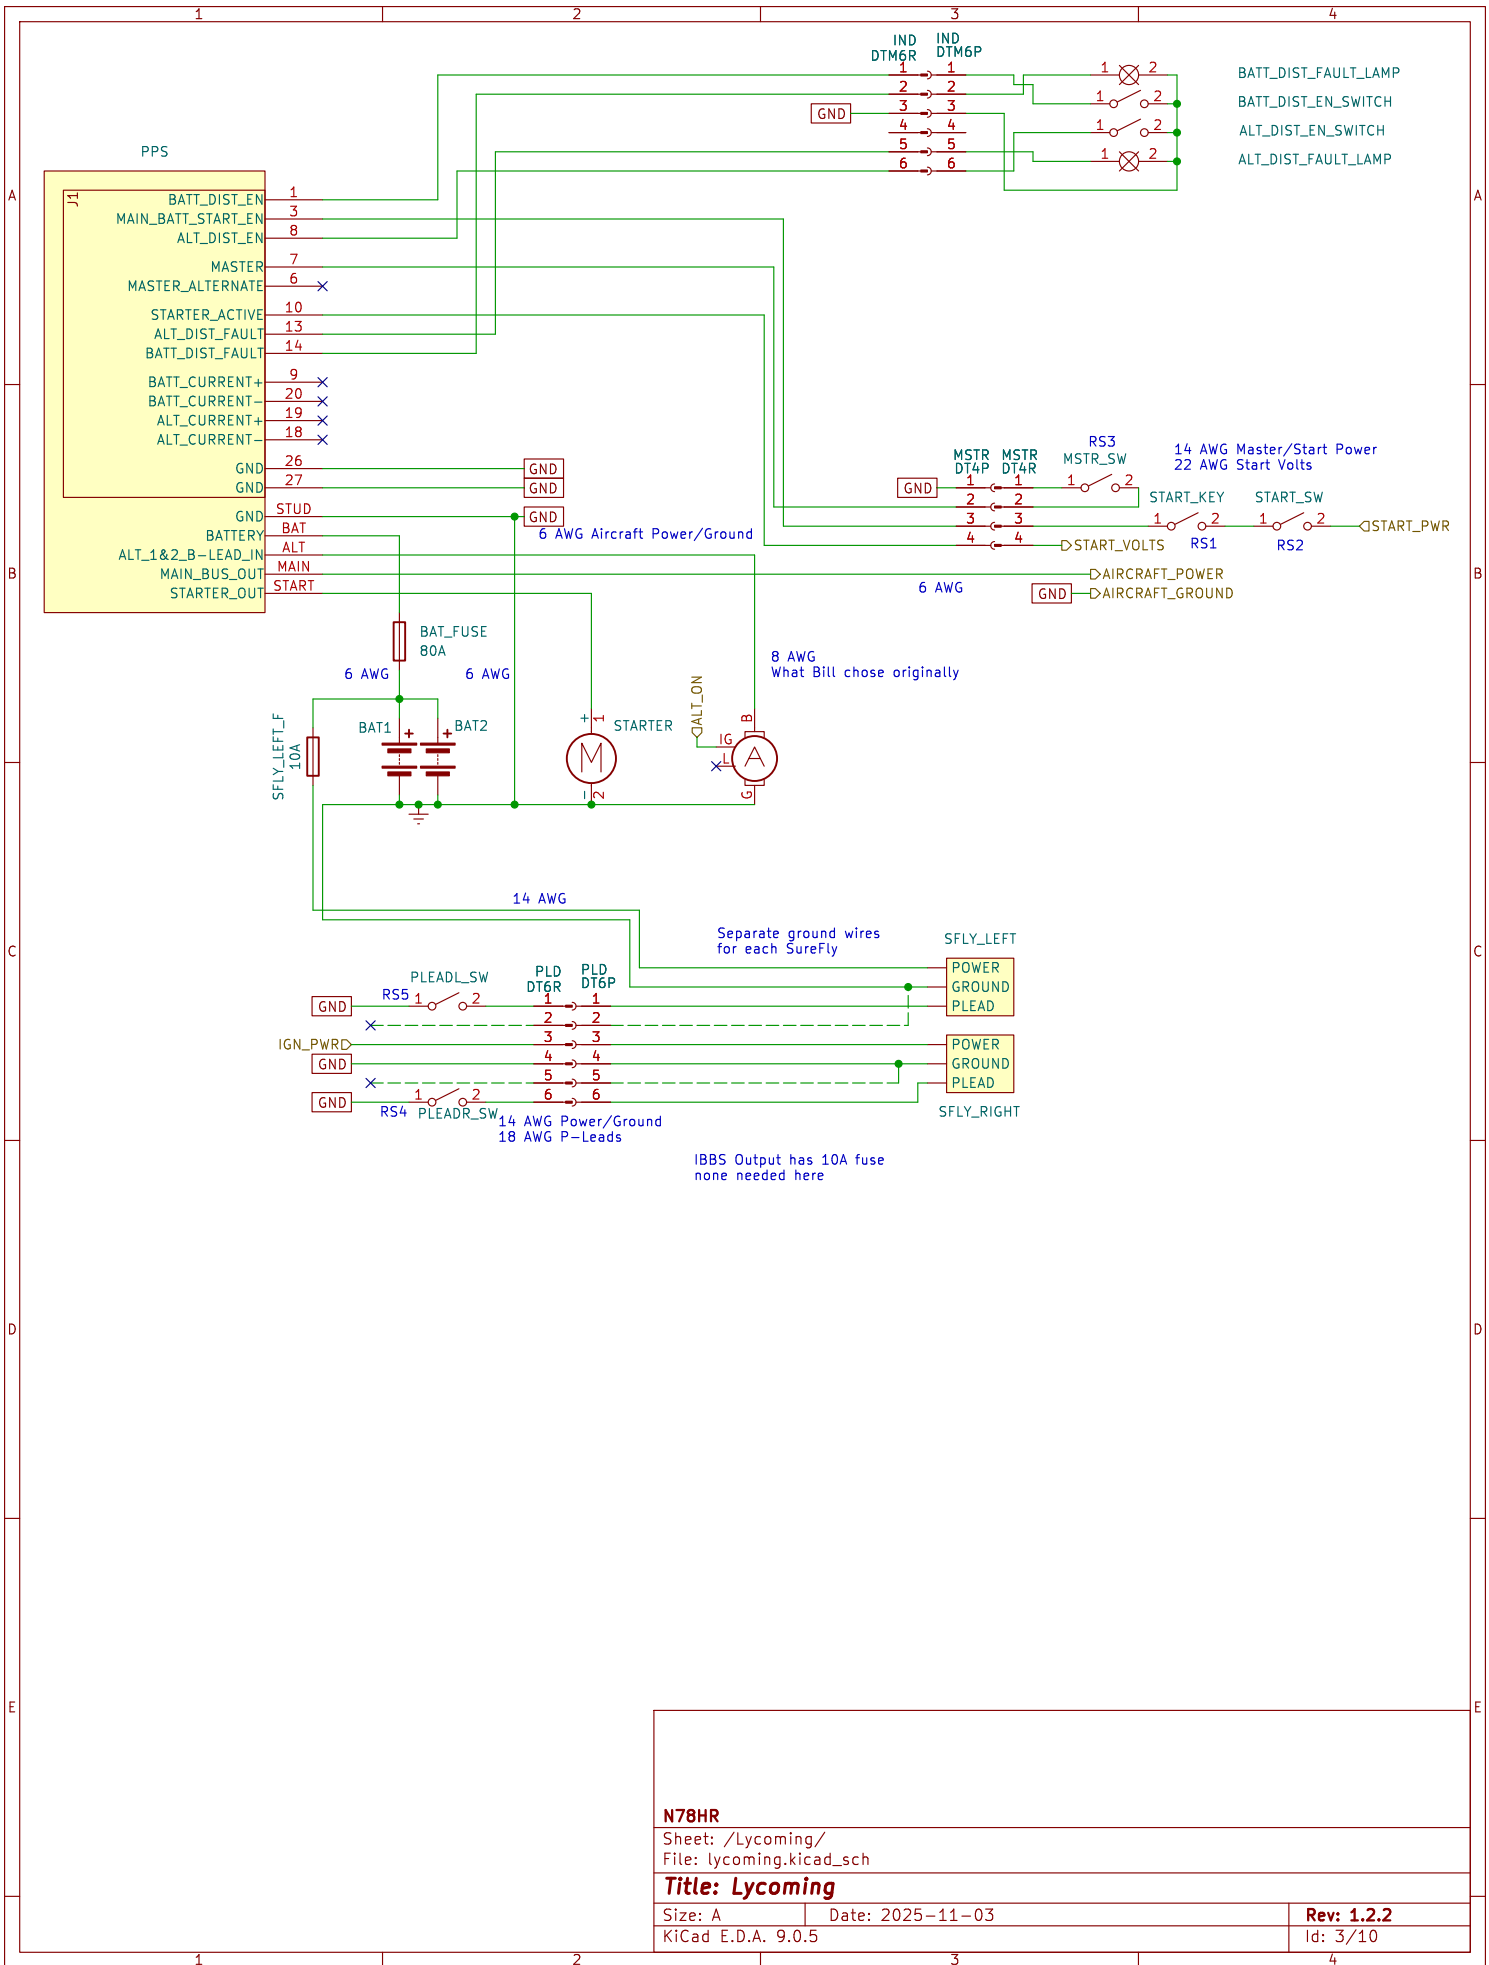 1 2 3 4
IND IND
DTM6R DTM6P
1 1 1 2 BATT_DIST_FAULT_LAMP
2 2
1 2 BATT_DIST_EN_SWITCH
GND 3 3
4 4 1 2 ALT_DIST_EN_SWITCH
5 5
1 2 ALT_DIST_FAULT_LAMP
6 6
PPS
A A
J1
BATT_DIST_EN 1
MAIN_BATT_START_EN 3
ALT_DIST_EN 8
MASTER 7
MASTER_ALTERNATE 6
STARTER_ACTIVE 10
ALT_DIST_FAULT 13
BATT_DIST_FAULT 14
BATT_CURRENT+ 9
BATT_CURRENT- 20
ALT_CURRENT+ 19
ALT_CURRENT- 18
GND 26 GND
GND 27 GND
GND STUD GND
BATTERY BAT
ALT_1&2_B-LEAD_IN ALT
MAIN_BUS_OUT MAIN
STARTER_OUT START
6 AWG Aircraft Power/Ground
RS3
MSTR_SW
14 AWG Master/Start Power
22 AWG Start Volts
MSTR MSTR
DT4P DT4R
GND 1 1 1 2
2 2
START_KEY START_SW
3 3 1 2 1 2 START_PWR
RS1 RS2
4 4 START_VOLTS
B B
AIRCRAFT_POWER
6 AWG
GND AIRCRAFT_GROUND
BAT_FUSE
80A
6 AWG 6 AWG
8 AWG
What Bill chose originally
SFLY_LEFT_F
10A
BAT1 + BAT2 +
+ 1 STARTER
M
- 2
ALT_ON
B
IG
L
A
G
14 AWG
Separate ground wires
for each SureFly
C C
SFLY_LEFT
POWER
GROUND
PLEAD
PLD PLD
DT6R DT6P
PLEADL_SW
GND RS5 1 2 1 1
2 2
IGN_PWR 3 3 POWER
GND 4 4 GROUND
5 5 PLEAD
GND 1 2 6 6
RS4 PLEADR_SW
SFLY_RIGHT
14 AWG Power/Ground
18 AWG P-Leads
IBBS Output has 10A fuse
none needed here
D D
E E
N78HR
Sheet: /Lycoming/
File: lycoming.kicad_sch
Title: Lycoming
Size: A Date: 2025-11-03 Rev: 1.2.2
KiCad E.D.A. 9.0.5 Id: 3/10
1 2 3 4